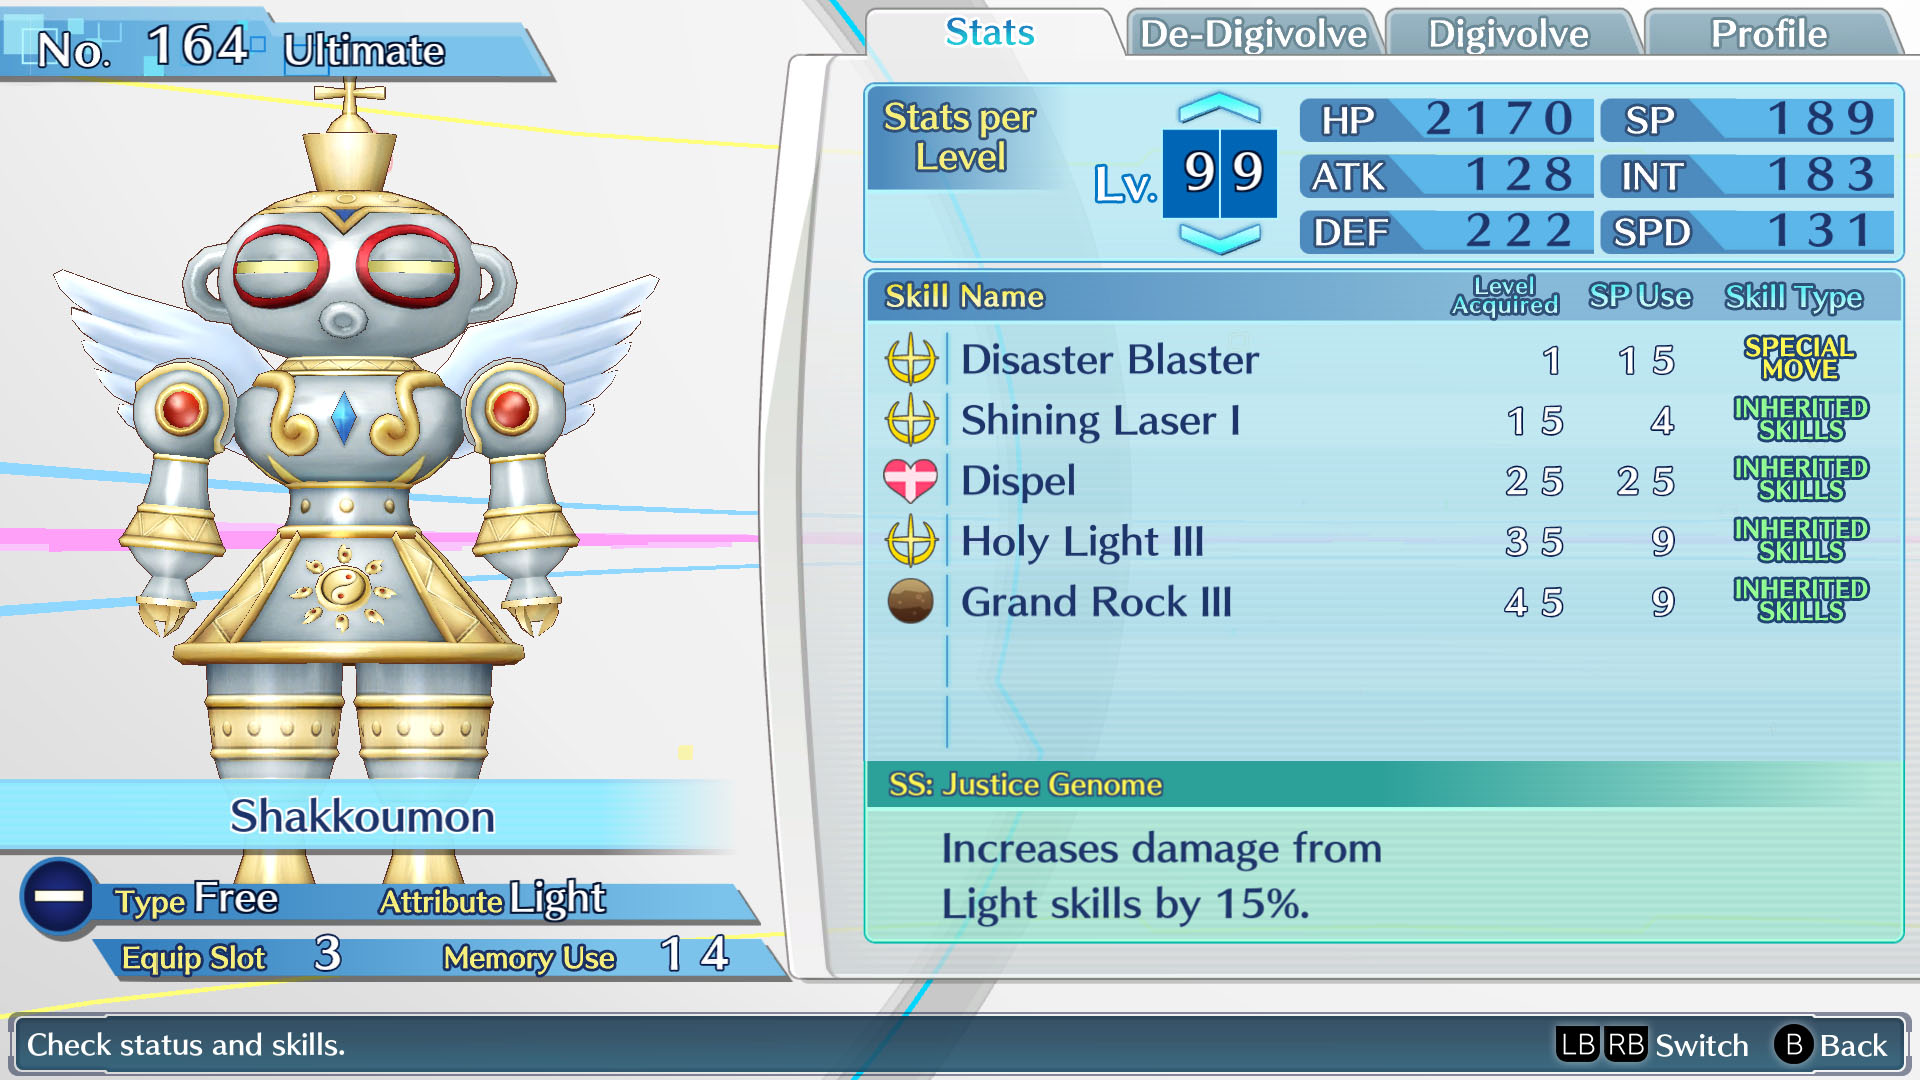 No. 164 Ultimate
Stats De-Digivolve Digivolve Profile
Stats per
Level
Lv. 99
HP 2170 SP 189
ATK 128 INT 183
DEF 222 SPD 131
Skill Name Level Acquired SP Use Skill Type
Disaster Blaster 1 15 SPECIAL MOVE
Shining Laser I 15 4 INHERITED SKILLS
Dispel 25 25 INHERITED SKILLS
Holy Light III 35 9 INHERITED SKILLS
Grand Rock III 45 9 INHERITED SKILLS
SS: Justice Genome
Increases damage from
Light skills by 15%.
Shakkoumon
Type Free Attribute Light
Equip Slot 3 Memory Use 14
Check status and skills.
LB RB Switch B Back